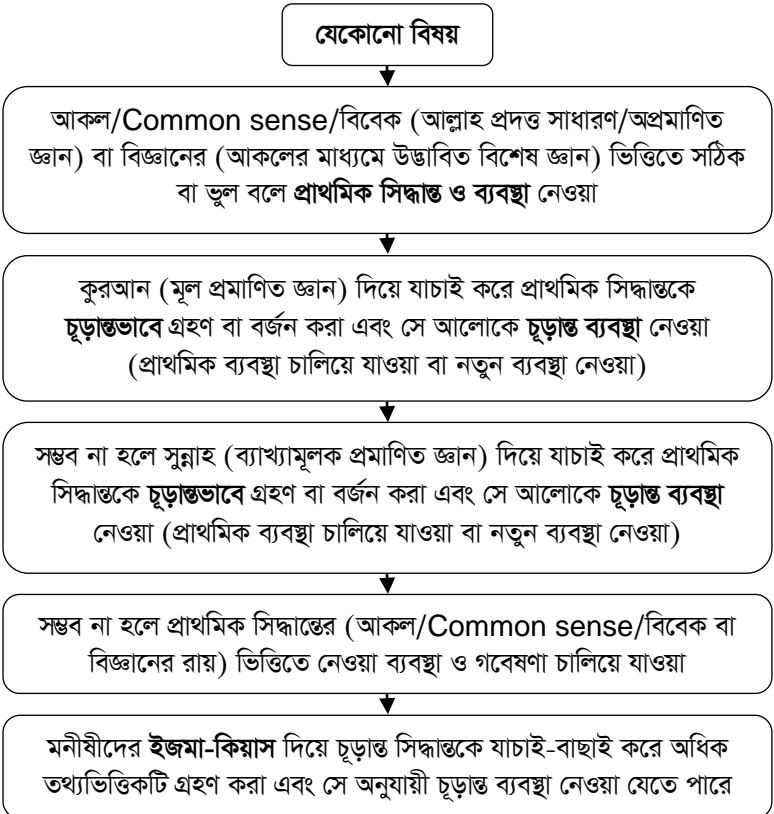 যেকোনো বিষয়
আকল/Common sense/বিবেক (আল্লাহ প্রদত্ত সাধারণ/অপ্রমাণিত
জ্ঞান) বা বিজ্ঞানের (আকলের মাধ্যমে উদ্ভাবিত বিশেষ জ্ঞান) ভিত্তিতে সঠিক
বা ভুল বলে প্রাথমিক সিদ্ধান্ত ও ব্যবস্থা নেওয়া
কুরআন (মূল প্রমাণিত জ্ঞান) দিয়ে যাচাই করে প্রাথমিক সিদ্ধান্তকে
চূড়ান্তভাবে গ্রহণ বা বর্জন করা এবং সে আলোকে চূড়ান্ত ব্যবস্থা নেওয়া
(প্রাথমিক ব্যবস্থা চালিয়ে যাওয়া বা নতুন ব্যবস্থা নেওয়া)
সম্ভব না হলে সুন্নাহ (ব্যাখ্যামূলক প্রমাণিত জ্ঞান) দিয়ে যাচাই করে প্রাথমিক
সিদ্ধান্তকে চূড়ান্তভাবে গ্রহণ বা বর্জন করা এবং সে আলোকে চূড়ান্ত ব্যবস্থা
নেওয়া (প্রাথমিক ব্যবস্থা চালিয়ে যাওয়া বা নতুন ব্যবস্থা নেওয়া)
সম্ভব না হলে প্রাথমিক সিদ্ধান্তের (আকল/Common sense/বিবেক বা
বিজ্ঞানের রায়) ভিত্তিতে নেওয়া ব্যবস্থা ও গবেষণা চালিয়ে যাওয়া
মনীষীদের ইজমা-কিয়াস দিয়ে চূড়ান্ত সিদ্ধান্তকে যাচাই-বাছাই করে অধিক
তথ্যভিত্তিকটি গ্রহণ করা এবং সে অনুযায়ী চূড়ান্ত ব্যবস্থা নেওয়া যেতে পারে